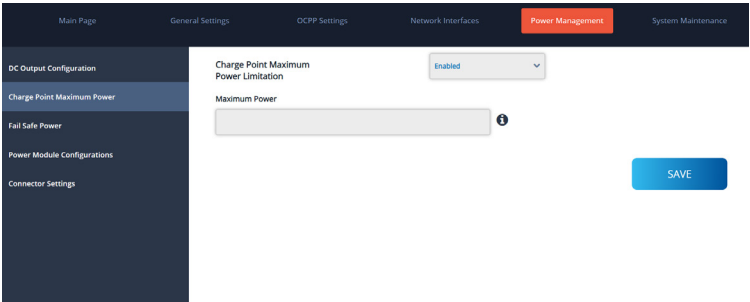 Main Page
General Settings
OCPP Settings
Network Interfaces
Power Management
System Maintenance
DC Output Configuration
Charge Point Maximum Power
Fail Safe Power
Power Module Configurations
Connector Settings
Charge Point Maximum
Power Limitation
Enabled
Maximum Power
SAVE